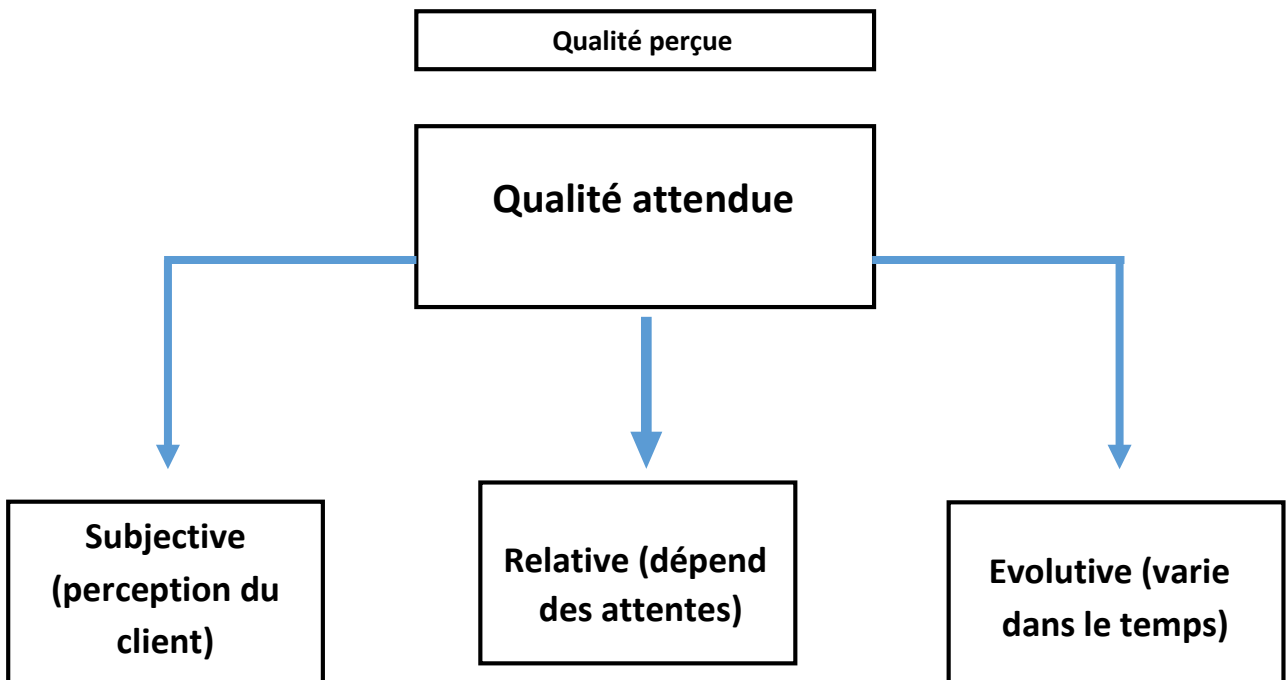 Qualité perçue
Qualité attendue
Subjective
(perception du
client)
Relative (dépend
des attentes)
Evolutive (varie
dans le temps)